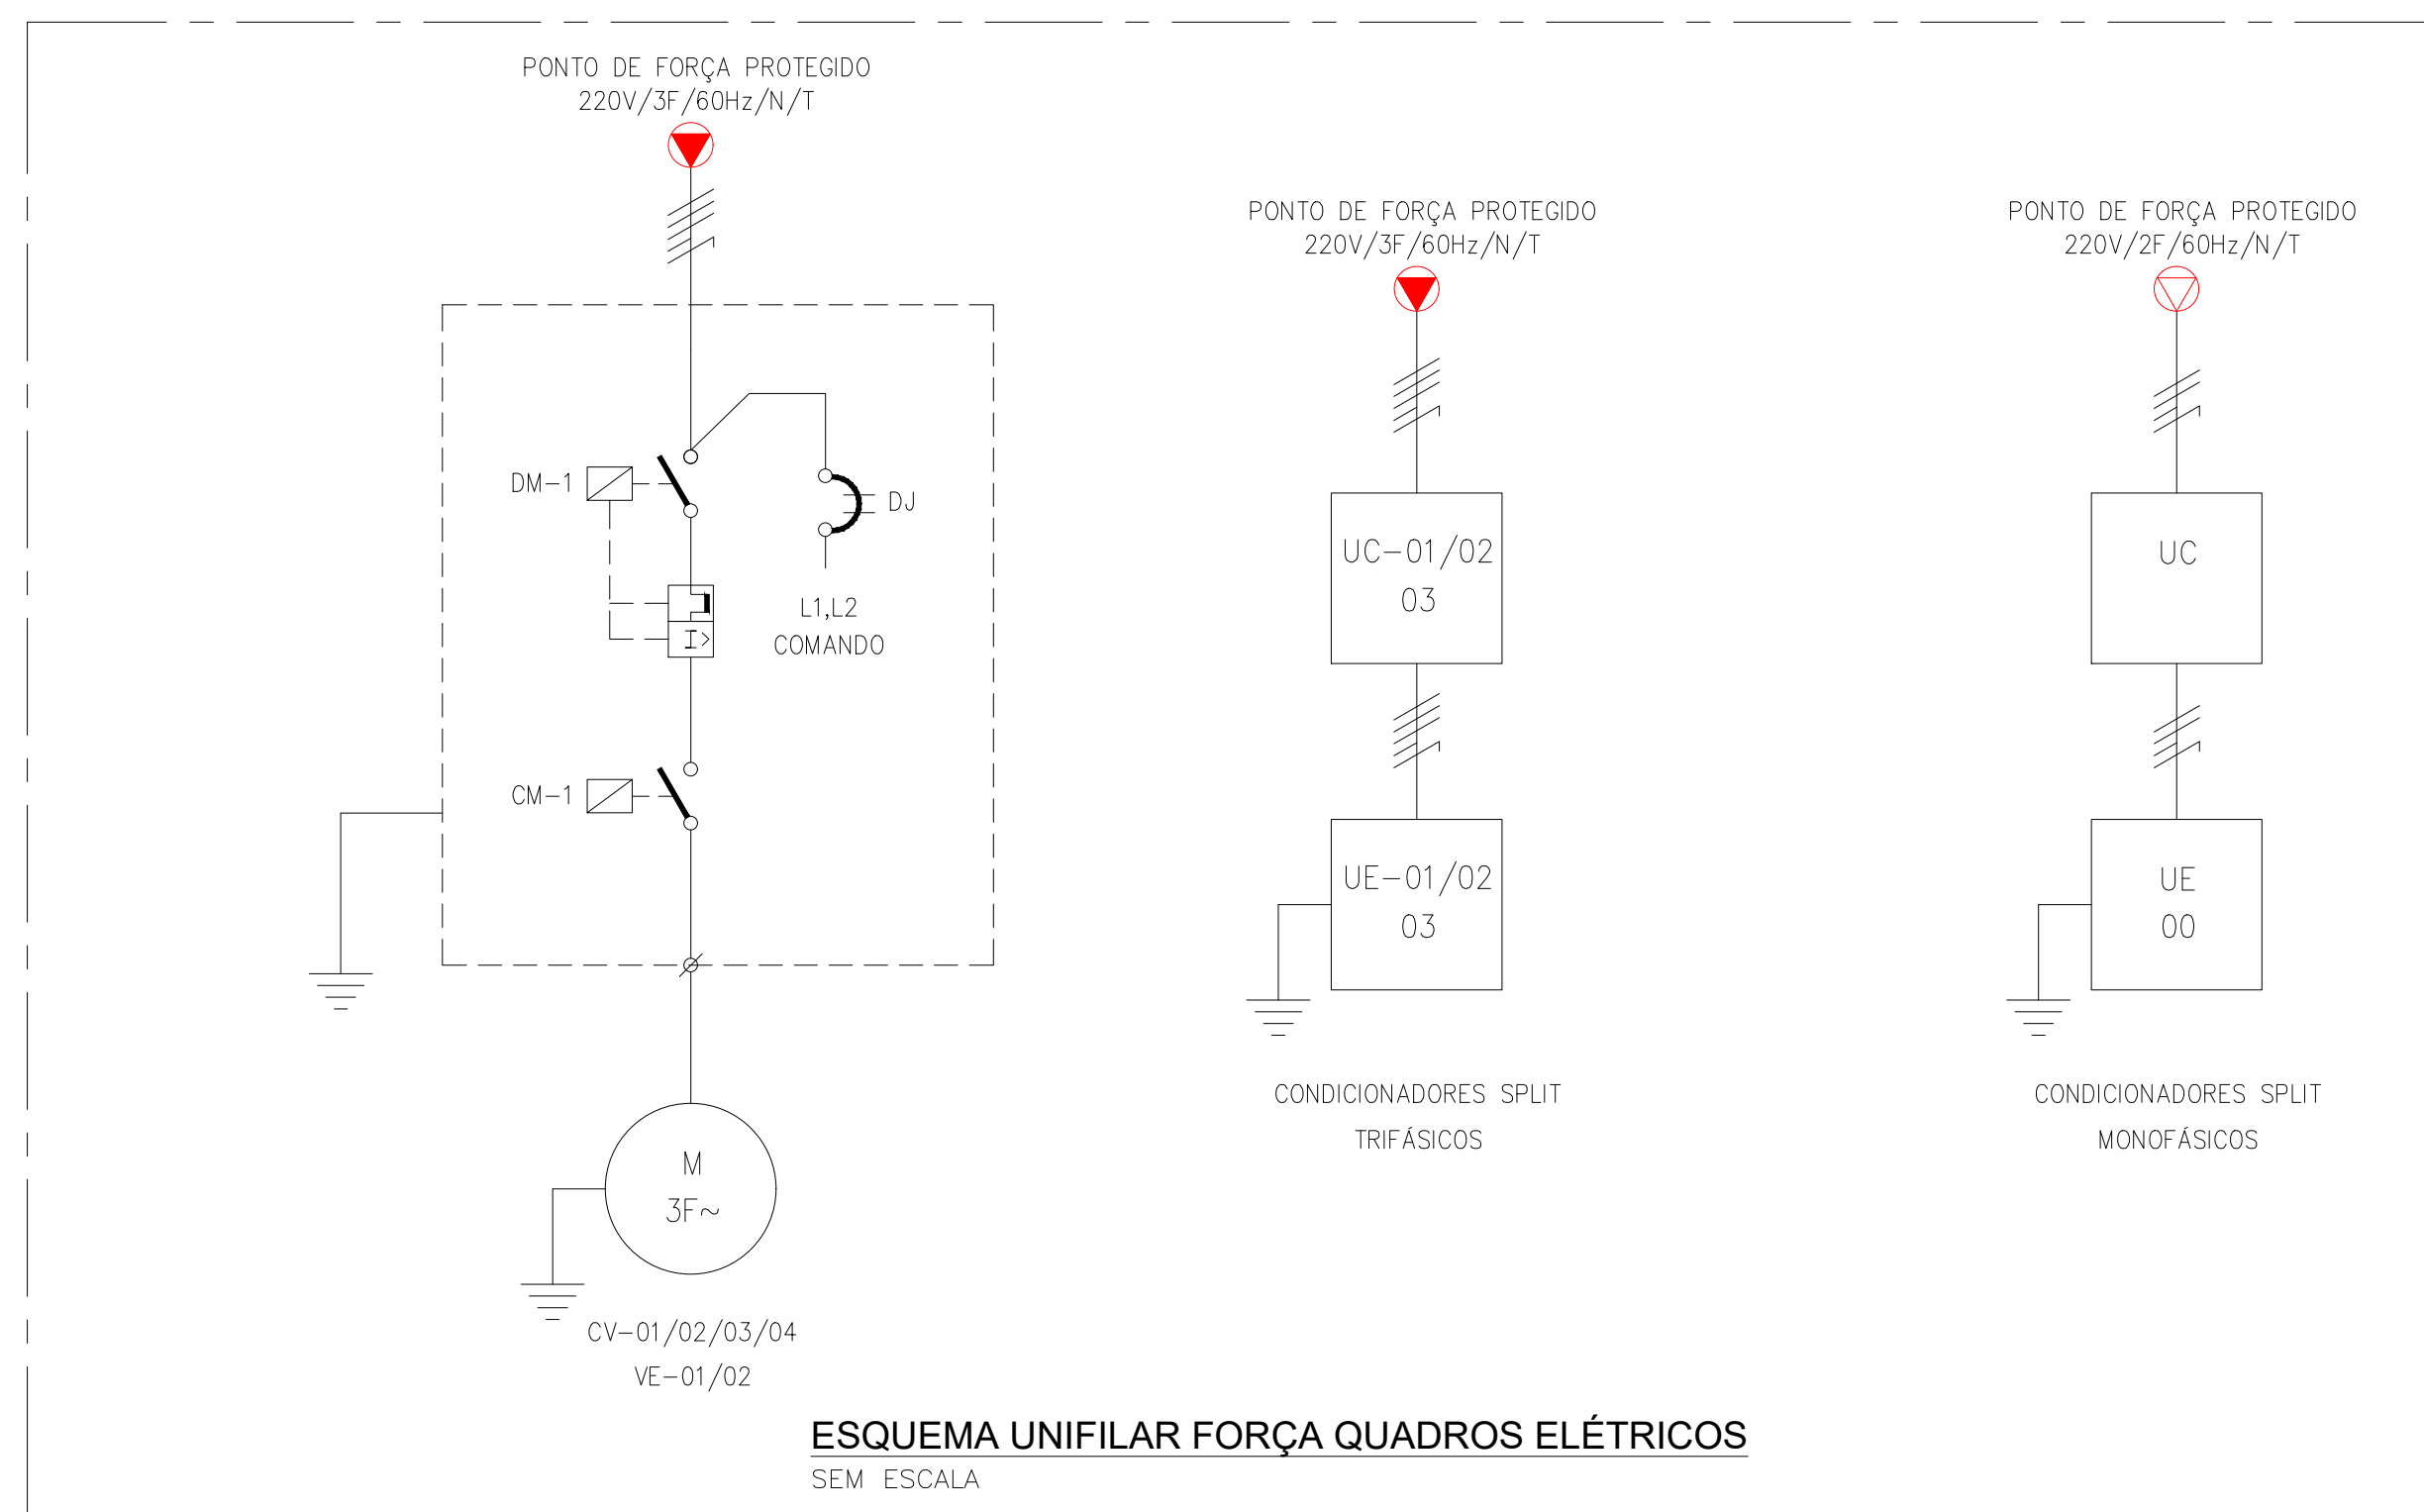 PONTO DE FORÇA PROTEGIDO
220V/3F/60Hz/N/T
DM-1
DJ
L1,L2
COMANDO
I>
CM-1
M
3F~
CV-01/02/03/04
VE-01/02
PONTO DE FORÇA PROTEGIDO
220V/3F/60Hz/N/T
UC-01/02
03
UE-01/02
03
CONDICIONADORES SPLIT
TRIFÁSICOS
PONTO DE FORÇA PROTEGIDO
220V/2F/60Hz/N/T
UC
UE
00
CONDICIONADORES SPLIT
MONOFÁSICOS
ESQUEMA UNIFILAR FORÇA QUADROS ELÉTRICOS
SEM ESCALA